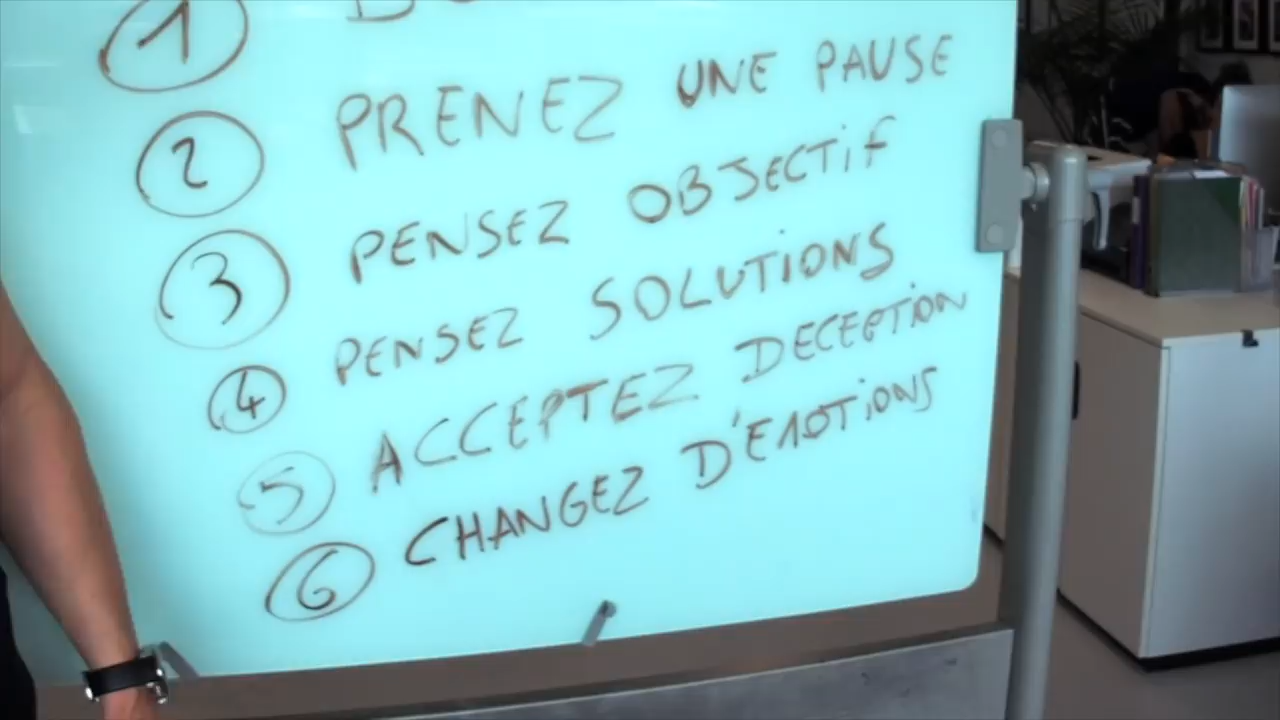 1
2 PRENEZ UNE PAUSE
3 PENSEZ OBJECTIF
4 PENSEZ SOLUTIONS
5 ACCEPTEZ DECEPTION
6 CHANGEZ D'EMOTIONS